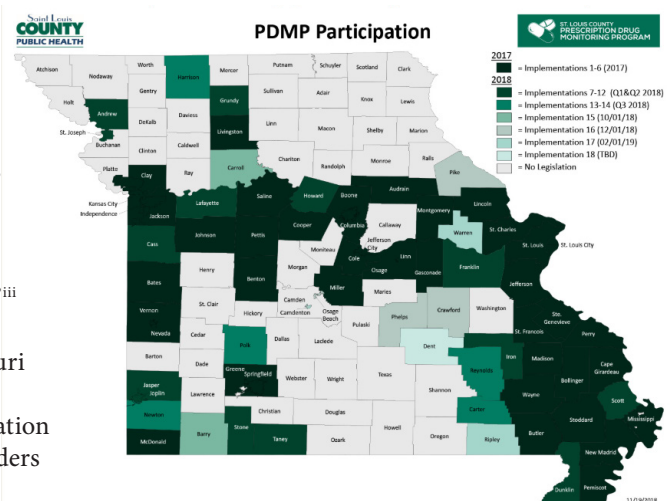 Saint Louis
COUNTY
PUBLIC HEALTH
PDMP Participation
ST. LOUIS COUNTY
PRESCRIPTION DRUG
MONITORING PROGRAM
2017
= Implementations 1-6 (2017)
2018
= Implementations 7-12 (Q1&Q2 2018)
= Implementations 13-14 (Q3 2018)
= Implementation 15 (10/01/18)
= Implementation 16 (12/01/18)
= Implementation 17 (02/01/19)
= Implementation 18 (TBD)
= No Legislation
Atchison
Nodaway
Worth
Harrison
Mercer
Putnam
Schuyler
Scotland
Clark
Holt
Andrew
Gentry
Daviess
Grundy
Sullivan
Adair
Knox
Lewis
St. Joseph
Buchanan
DeKalb
Livingston
Linn
Macon
Shelby
Marion
Clinton
Caldwell
Platte
Clay
Ray
Carroll
Chariton
Randolph
Monroe
Ralls
Pike
Kansas City
Independence
Jackson
Lafayette
Saline
Howard
Boone
Audrain
Columbia
Callaway
Montgomery
Lincoln
Warren
St. Charles
St. Louis
St. Louis City
Cass
Johnson
Pettis
Cooper
Moniteau
Jefferson
City
Cole
Osage
Linn
Gasconade
Franklin
Jefferson
Bates
Henry
Benton
Morgan
Miller
Maries
Washington
Vernon
St. Clair
Hickory
Camden
Camdenton
Osage
Beach
Pulaski
Phelps
Crawford
Ste.
Genevieve
St. Francois
Perry
Nevada
Cedar
Polk
Dallas
Laclede
Dent
Iron
Madison
Reynolds
Cape
Girardeau
Bollinger
Barton
Dade
Greene
Springfield
Webster
Wright
Texas
Shannon
Wayne
Scott
Jasper
Joplin
Lawrence
Carter
Stoddard
Mississippi
Newton
Christian
Douglas
Howell
Oregon
Ripley
Butler
McDonald
Barry
Stone
Taney
Ozark
New Madrid
Dunklin
Pemiscot
11/19/2018
iii
uri
ation
ders